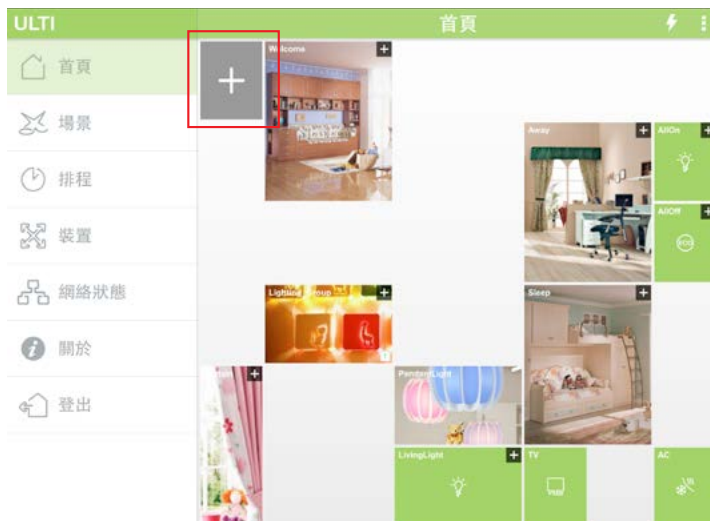 ULTI
首頁
首頁
場景
排程
裝置
網絡狀態
關於
登出
Welcome
Away
AllOn
AllOff
ECO
Lighting Group
Sleep
PendantLight
LivingLight
TV
AC